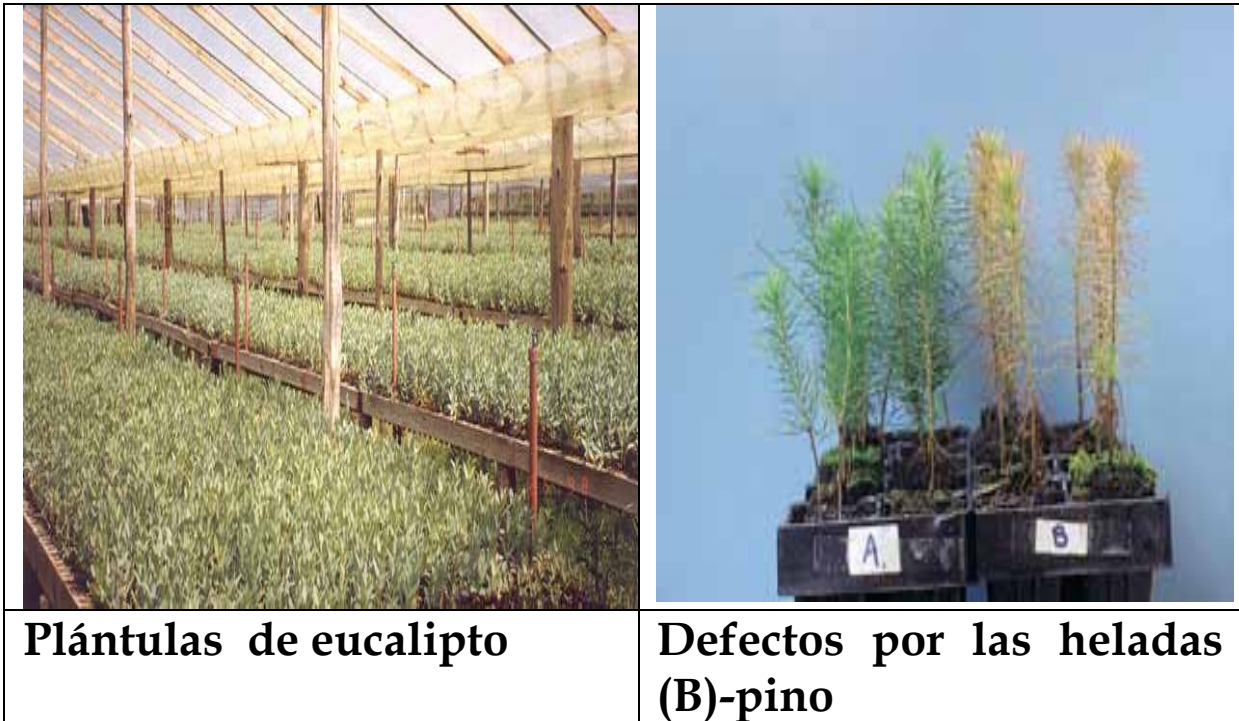 A
B
Plántulas de eucalipto
Defectos por las heladas
(B)-pino